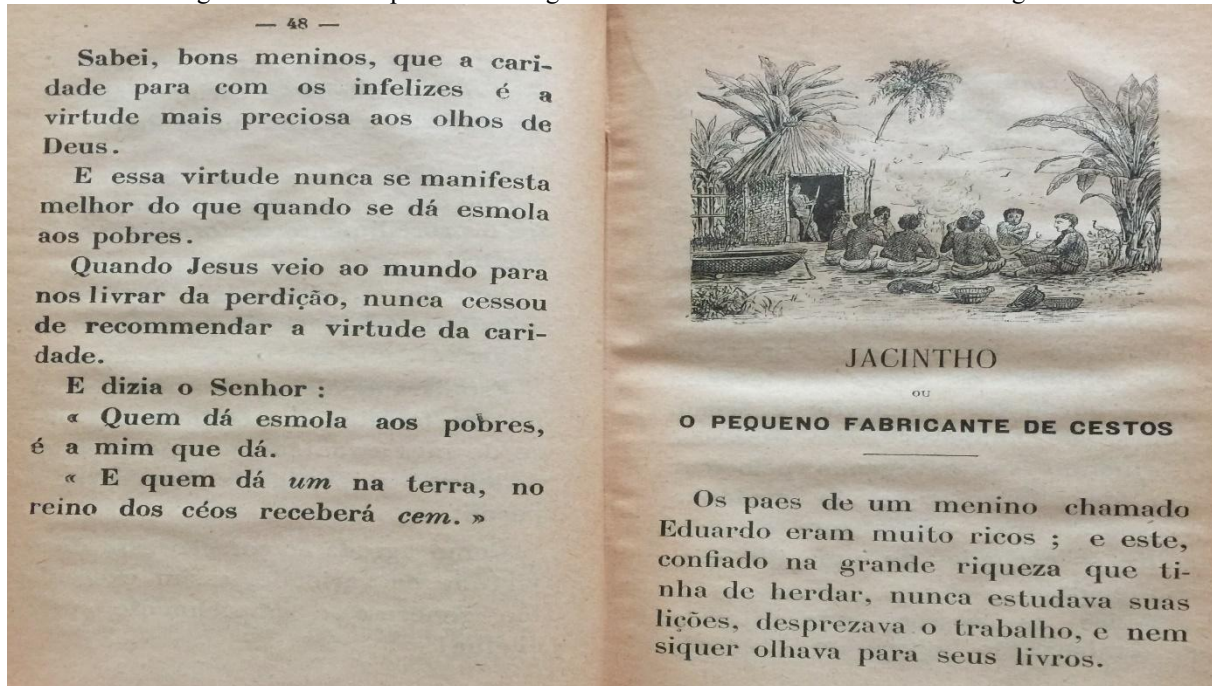 — 48 —
Sabei, bons meninos, que a cari-
dade para com os infelizes é a
virtude mais preciosa aos olhos de
Deus.
E essa virtude nunca se manifesta
melhor do que quando se dá esmola
aos pobres.
Quando Jesus veio ao mundo para
nos livrar da perdição, nunca cessou
de recommendar a virtude da cari-
dade.
E dizia o Senhor :
« Quem dá esmola aos pobres,
é a mim que dá.
« E quem dá um na terra, no
reino dos céos receberá cem. »
JACINTHO
OU
O PEQUENO FABRICANTE DE CESTOS
Os paes de um menino chamado
Eduardo eram muito ricos ; e este,
confiado na grande riqueza que ti-
nha de herdar, nunca estudava suas
lições, desprezava o trabalho, e nem
siquer olhava para seus livros.